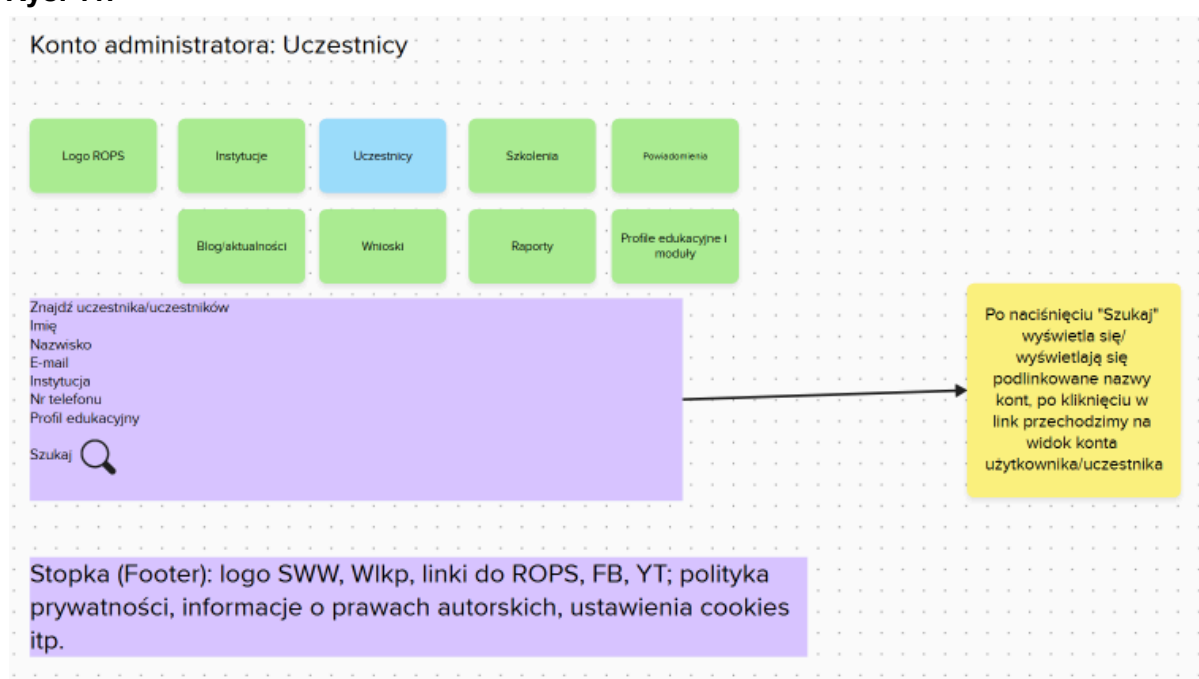 Konto administratora: Uczestnicy
Logo ROPS
Instytucje
Uczestnicy
Szkolenia
Powiadomienia
Blog/aktualności
Wnioski
Raporty
Profile edukacyjne i
moduły
Znajdź uczestnika/uczestników
Imię
Nazwisko
E-mail
Instytucja
Nr telefonu
Profil edukacyjny
Szukaj
Po naciśnięciu "Szukaj"
wyświetla się/
wyświetlają się
podlinkowane nazwy
kont, po kliknięciu w
link przechodzimy na
widok konta
użytkownika/uczestnika
Stopka (Footer): logo SWW, Wlkp, linki do ROPS, FB, YT; polityka
prywatności, informacje o prawach autorskich, ustawienia cookies
itp.